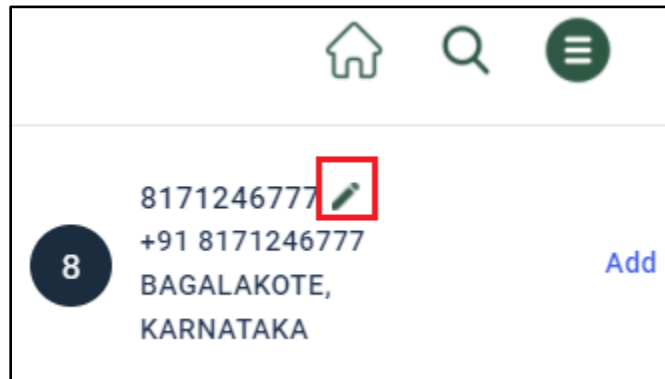 8171246777
8
+91 8171246777
BAGALAKOTE,
KARNATAKA
Add